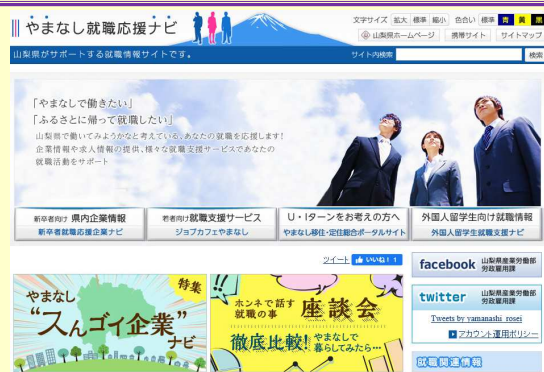 やまなし就職応援ナビ
文字サイズ 拡大 標準 縮小 色合い 標準 青 黄 黒
山梨県ホームページ 携帯サイト サイトマップ
山梨県がサポートする就職情報サイトです。
サイト内検索 検索
「やまなしで働きたい」
「ふるさとに帰って就職したい」
山梨県で働いてみようかなと考えている、あなたの就職を応援します!
企業情報や求人情報の提供、様々な就職支援サービスであなたの
就職活動をサポート
新卒者向け 県内企業情報
新卒者就職応援企業ナビ
若者向け就職支援サービス
ジョブカフェやまなし
U・Iターンをお考えの方へ
やまなし移住・定住総合ポータルサイト
外国人留学生向け就職情報
外国人留学生就職支援ナビ
ツイート いいね! 1
特集
やまなし
“スんゴイ企業”
ナビ
ホンネで話す
就職の事
座談会
徹底比較! やまなしで
暮らしてみたら…
facebook 山梨県産業労働部
労政雇用課
twitter 山梨県産業労働部
労政雇用課
Tweets by yamanashi_rosei
アカウント運用ポリシー
就職関連情報